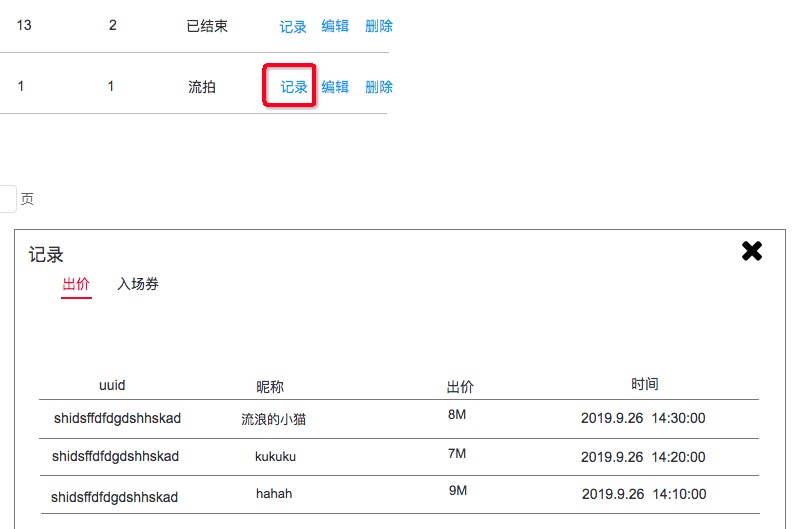 13 2 已结束 记录 编辑 删除
1 1 流拍 记录 编辑 删除
页
记录
出价 入场券
uuid 昵称 出价 时间
shidsffdfdgdshhskad 流浪的小猫 8M 2019.9.26 14:30:00
shidsffdfdgdshhskad kukuku 7M 2019.9.26 14:20:00
shidsffdfdgdshhskad hahah 9M 2019.9.26 14:10:00